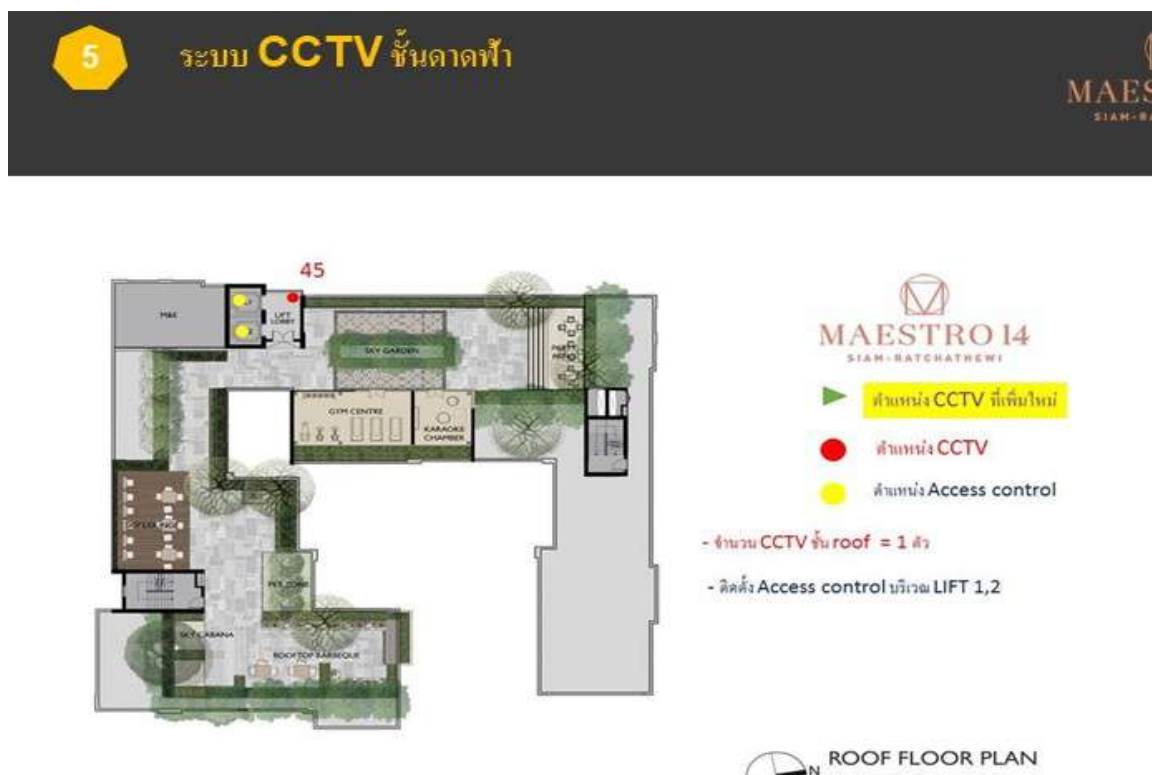 5
ระบบ CCTV ชั้นดาดฟ้า
MAES
SIAM-RA
45
M&E
LIFT
LOBBY
SKY GARDEN
PARTY
AREA
GYM CENTRE
KARAOKE
CHAMBER
PET ZONE
SKY CABANA
ROOFTOP BARBEQUE
MAESTRO 14
SIAM-RATCHATHEWI
ตำแหน่ง CCTV ที่เพิ่มใหม่
ตำแหน่ง CCTV
ตำแหน่ง Access control
- จำนวน CCTV ชั้น roof = 1 ตัว
- ติดตั้ง Access control บริเวณ LIFT 1,2
N
ROOF FLOOR PLAN